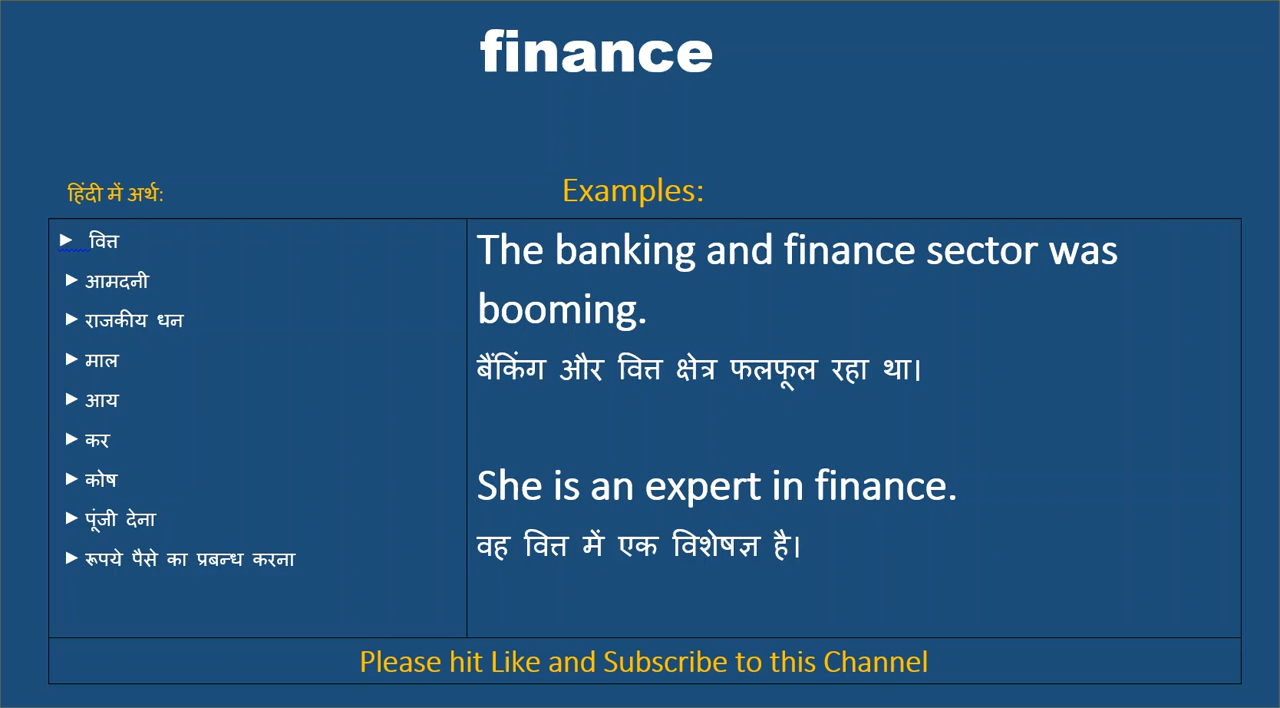 finance
हिंदी में अर्थ:
► वित्त
► आमदनी
► राजकीय धन
► माल
► आय
► कर
► कोष
► पूंजी देना
► रूपये पैसे का प्रबन्ध करना
Examples:
The banking and finance sector was
booming.
बैंकिंग और वित्त क्षेत्र फलफूल रहा था।
She is an expert in finance.
वह वित्त में एक विशेषज्ञ है।
Please hit Like and Subscribe to this Channel